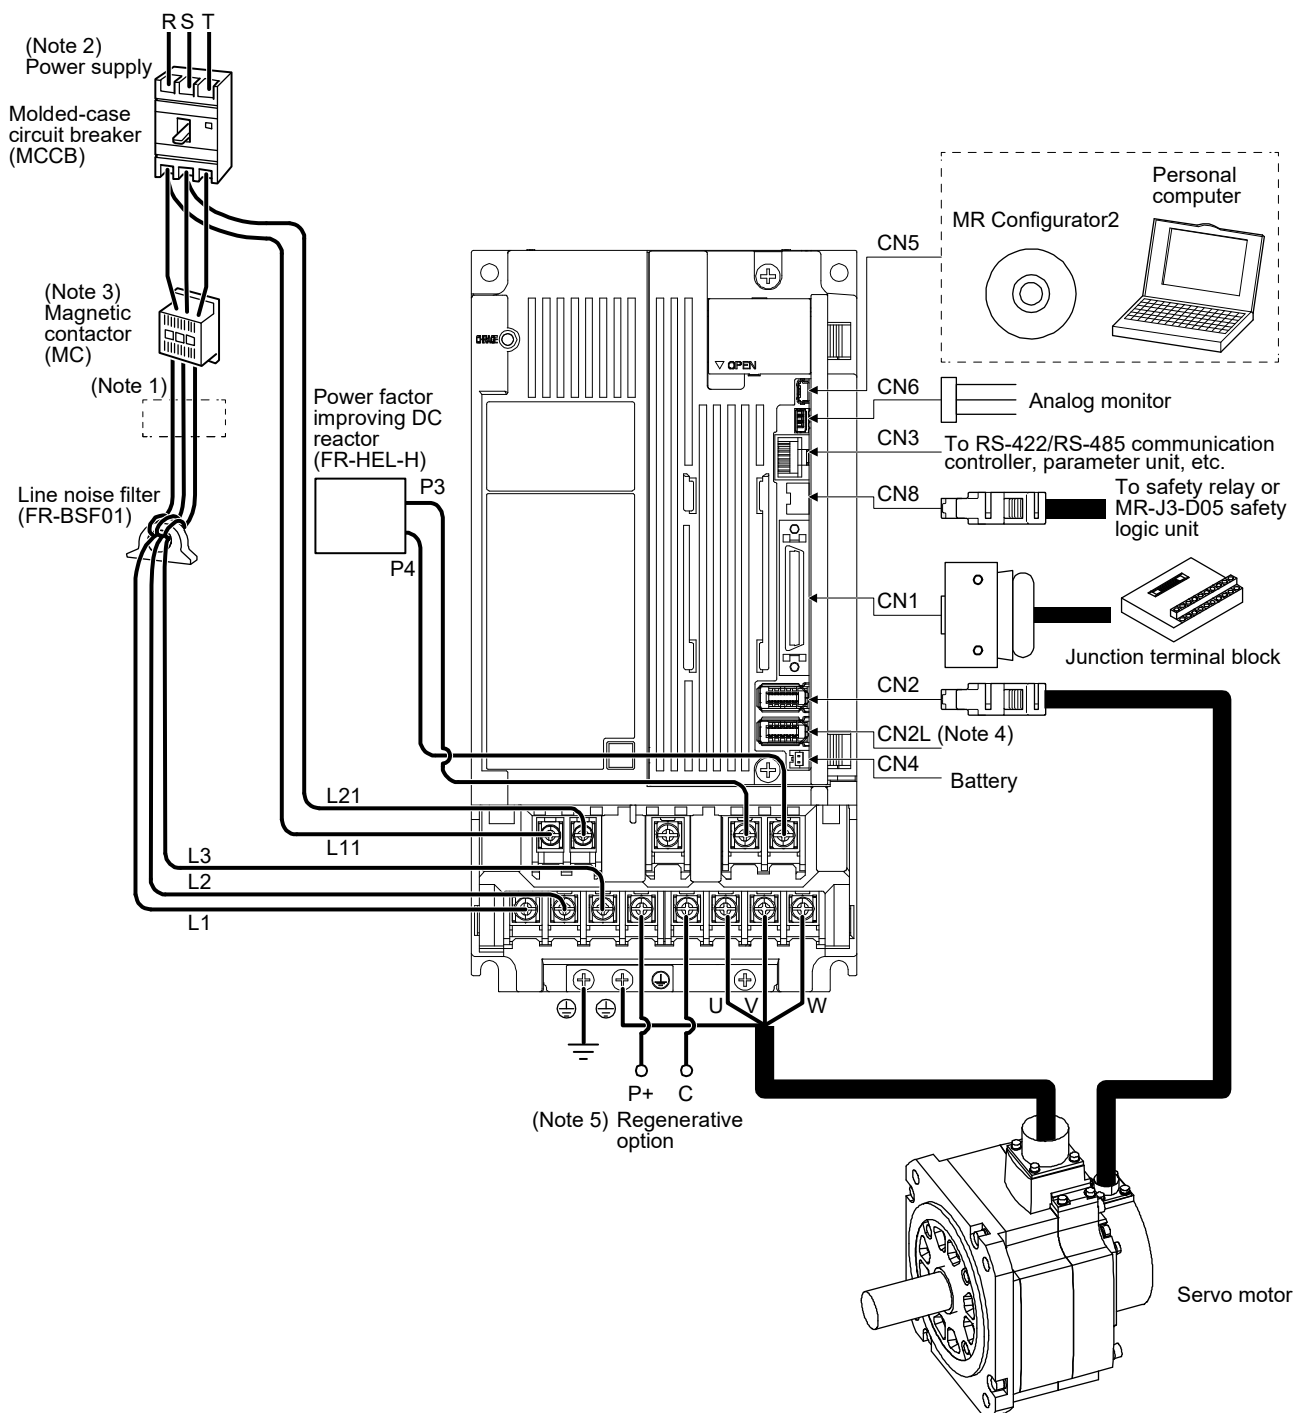 R S T
(Note 2)
Power supply
Molded-case
circuit breaker
(MCCB)
(Note 3)
Magnetic
contactor
(MC)
(Note 1)
Line noise filter
(FR-BSF01)
Power factor
improving DC
reactor
(FR-HEL-H)
P3
P4
CHARGE
▽ OPEN
CN5
MR Configurator2
Personal
computer
CN6
Analog monitor
CN3
To RS-422/RS-485 communication
controller, parameter unit, etc.
CN8
To safety relay or
MR-J3-D05 safety
logic unit
CN1
Junction terminal block
CN2
CN2L (Note 4)
CN4
Battery
L21
L11
L3
L2
L1
U V W
P+ C
(Note 5) Regenerative
option
Servo motor